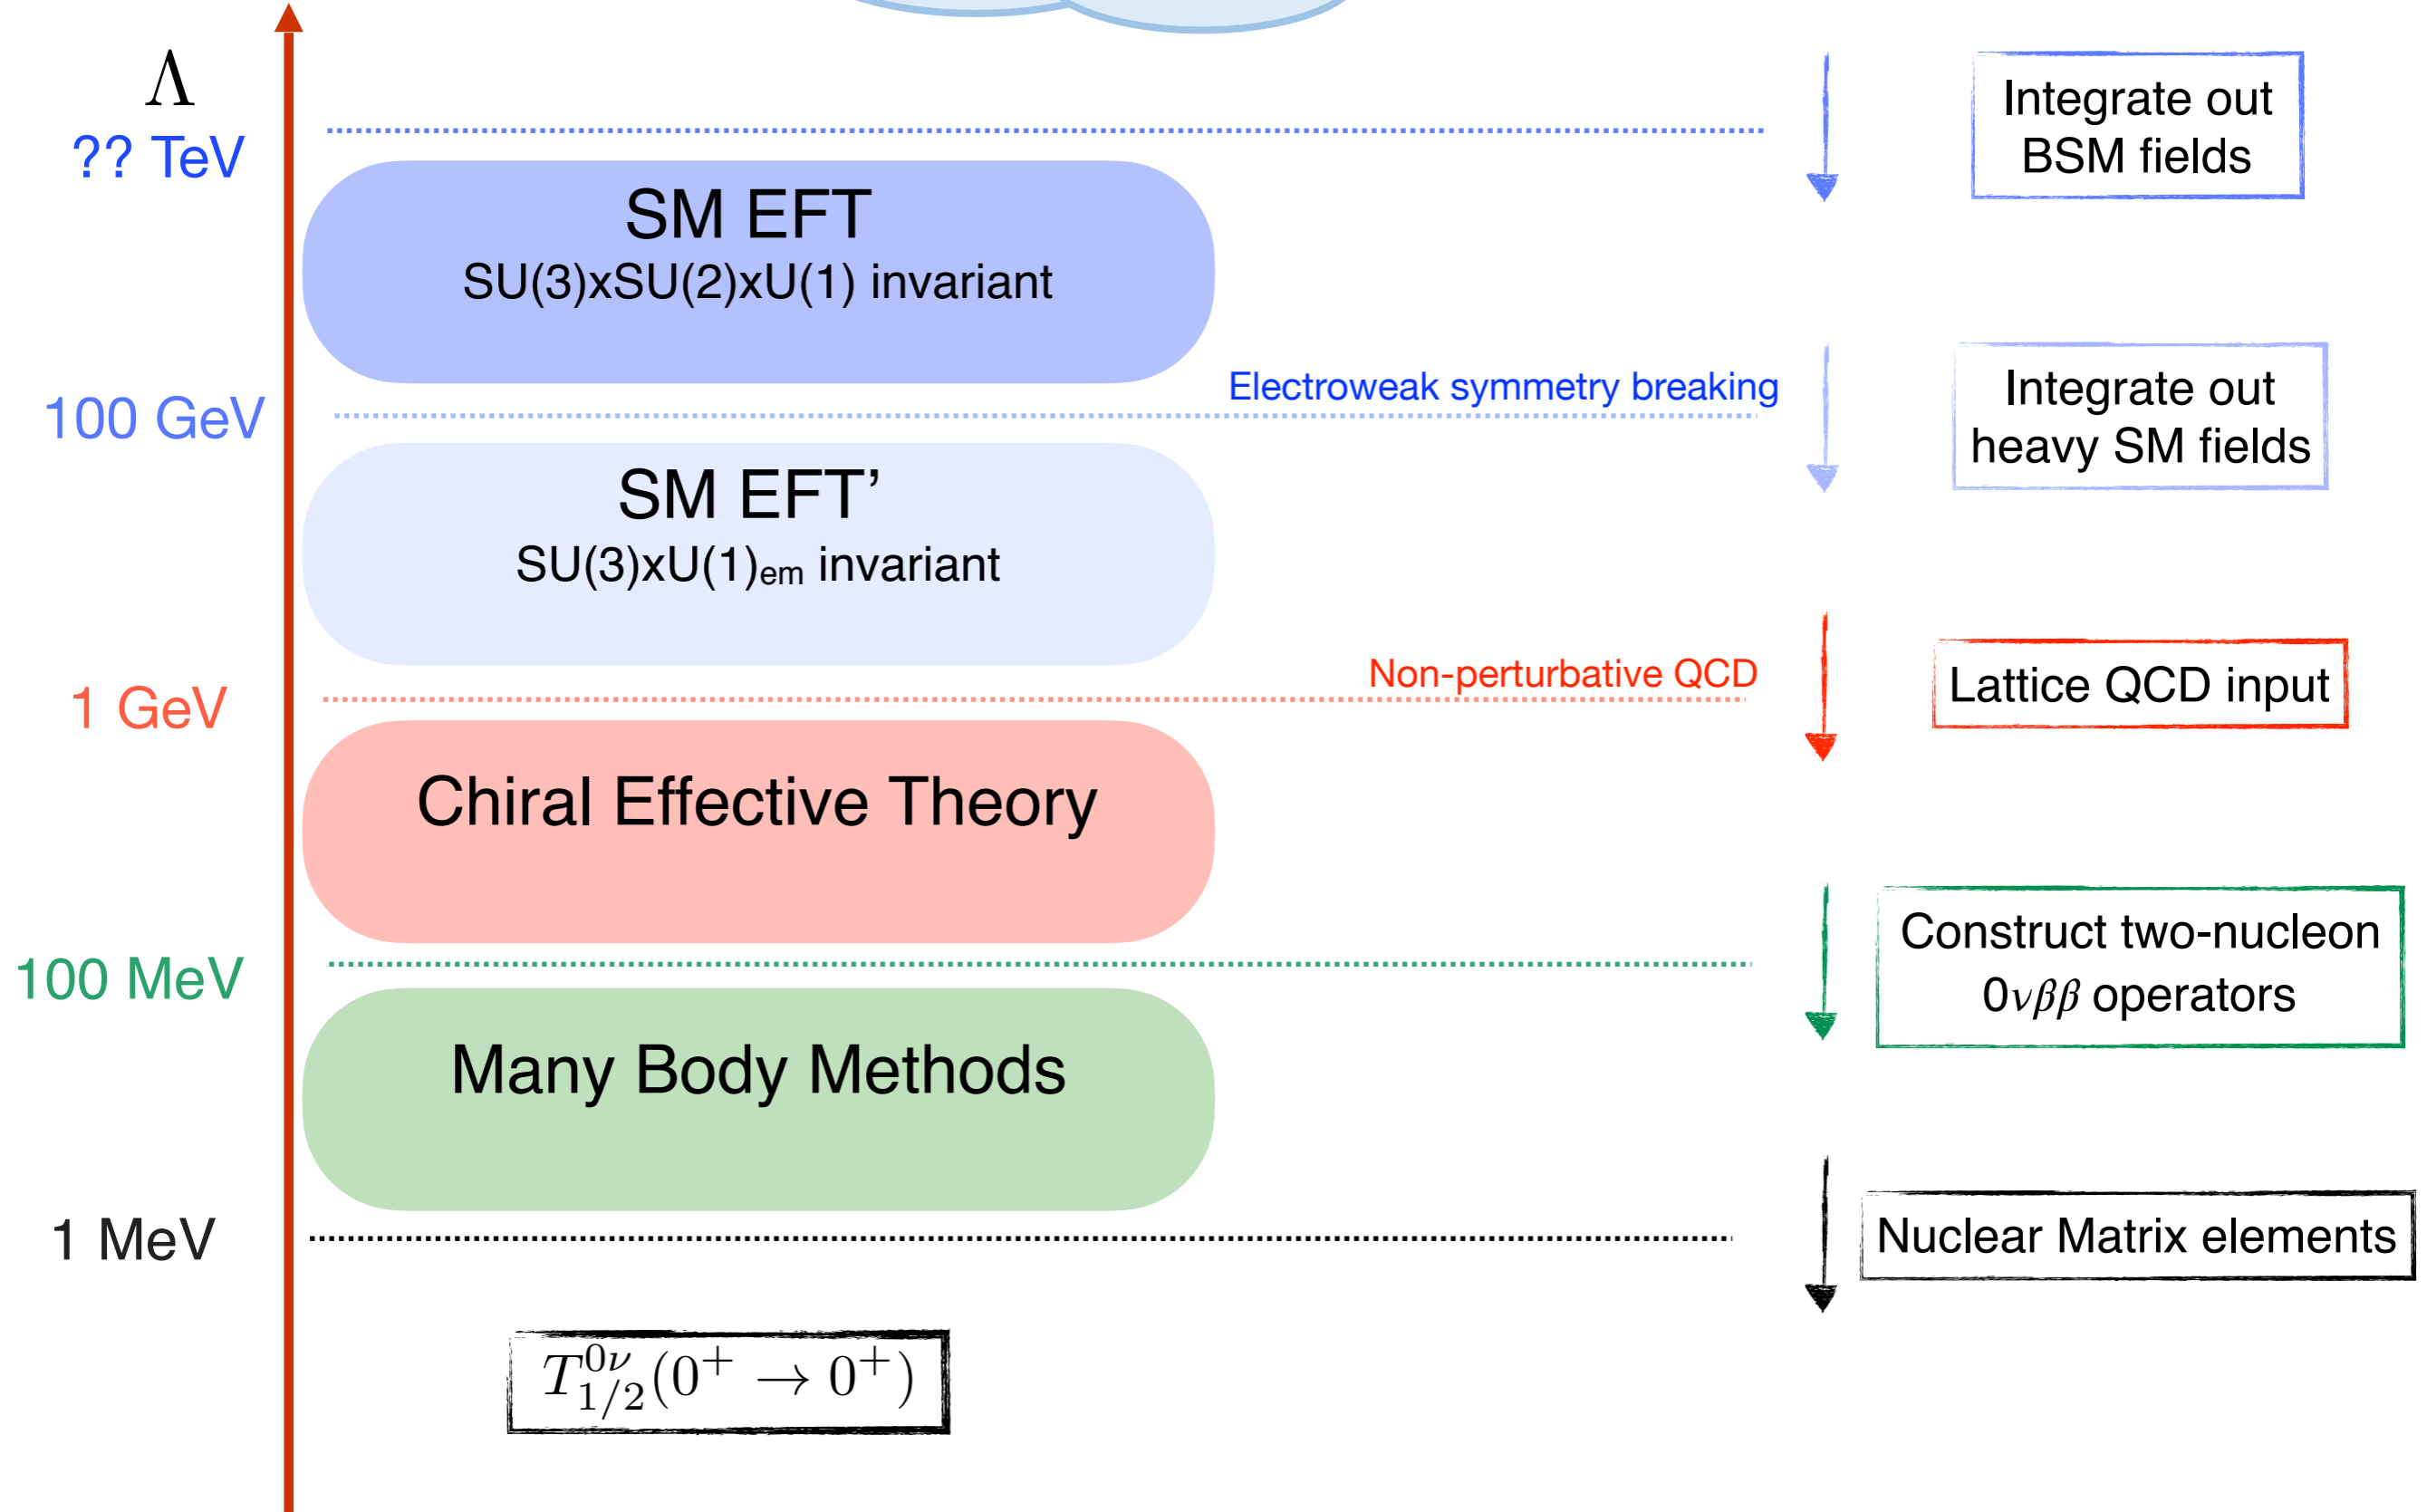 Λ
?? TeV
Integrate out
BSM fields
SM EFT
SU(3)xSU(2)xU(1) invariant
Electroweak symmetry breaking
100 GeV
Integrate out
heavy SM fields
SM EFT’
SU(3)xU(1)em invariant
Non-perturbative QCD
1 GeV
Lattice QCD input
Chiral Effective Theory
100 MeV
Construct two-nucleon
0νββ operators
Many Body Methods
1 MeV
Nuclear Matrix elements
T^{0ν}_{1/2}(0⁺ → 0⁺)